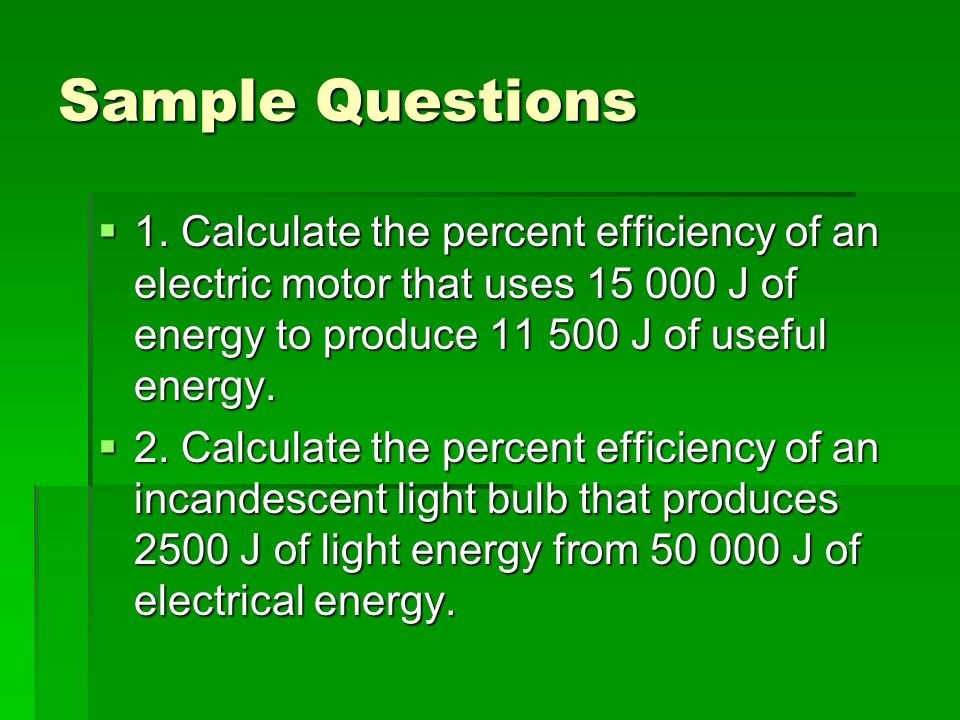 Sample Questions
1. Calculate the percent efficiency of an
electric motor that uses 15 000 J of
energy to produce 11 500 J of useful
energy.
2. Calculate the percent efficiency of an
incandescent light bulb that produces
2500 J of light energy from 50 000 J of
electrical energy.